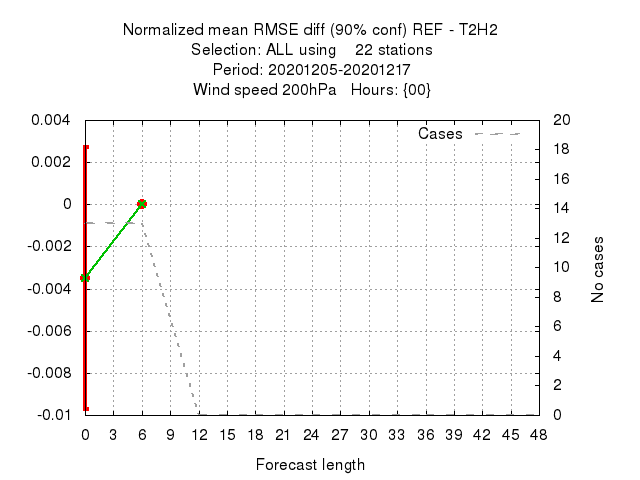 Normalized mean RMSE diff (90% conf) REF - T2H2
Selection: ALL using    22 stations
Period: 20201205-20201217
Wind speed 200hPa   Hours: {00}
0.004
0.002
0
-0.002
-0.004
-0.006
-0.008
-0.01
Cases
20
18
16
14
12
10
8
6
4
2
0
No cases
0 3 6 9 12 15 18 21 24 27 30 33 36 39 42 45 48
Forecast length